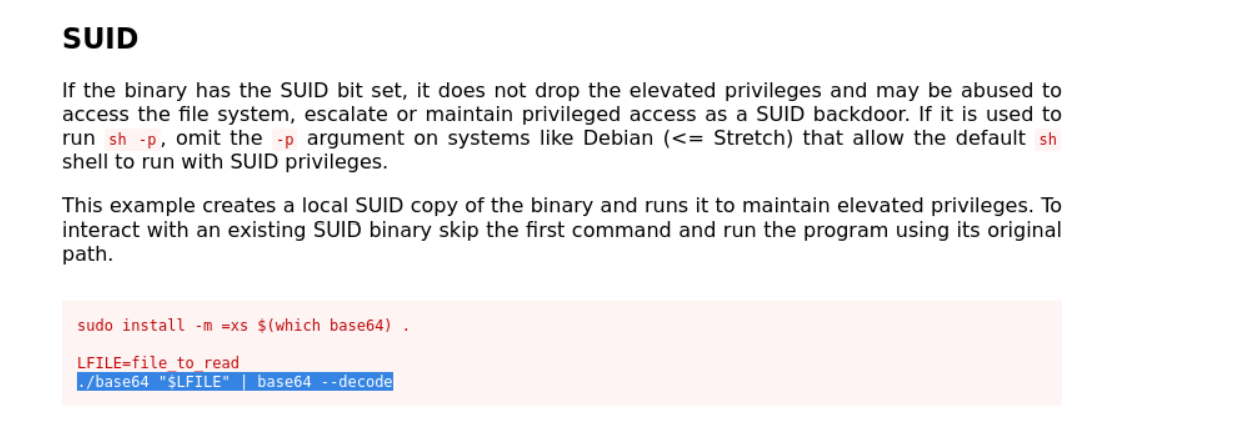 SUID
If the binary has the SUID bit set, it does not drop the elevated privileges and may be abused to
access the file system, escalate or maintain privileged access as a SUID backdoor. If it is used to
run sh -p, omit the -p argument on systems like Debian (<= Stretch) that allow the default sh
shell to run with SUID privileges.
This example creates a local SUID copy of the binary and runs it to maintain elevated privileges. To
interact with an existing SUID binary skip the first command and run the program using its original
path.
sudo install -m =xs $(which base64) .
LFILE=file_to_read
./base64 "$LFILE" | base64 --decode